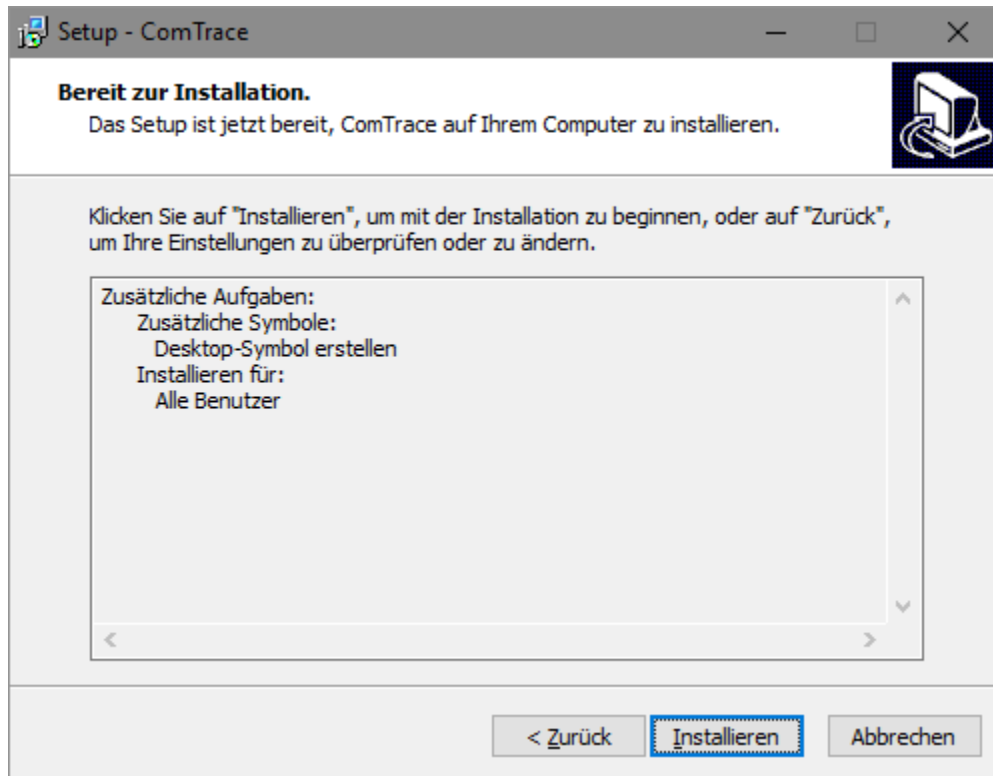 Setup - ComTrace
Bereit zur Installation.
Das Setup ist jetzt bereit, ComTrace auf Ihrem Computer zu installieren.
Klicken Sie auf "Installieren", um mit der Installation zu beginnen, oder auf "Zurück",
um Ihre Einstellungen zu überprüfen oder zu ändern.
Zusätzliche Aufgaben:
Zusätzliche Symbole:
Desktop-Symbol erstellen
Installieren für:
Alle Benutzer
< Zurück
Installieren
Abbrechen